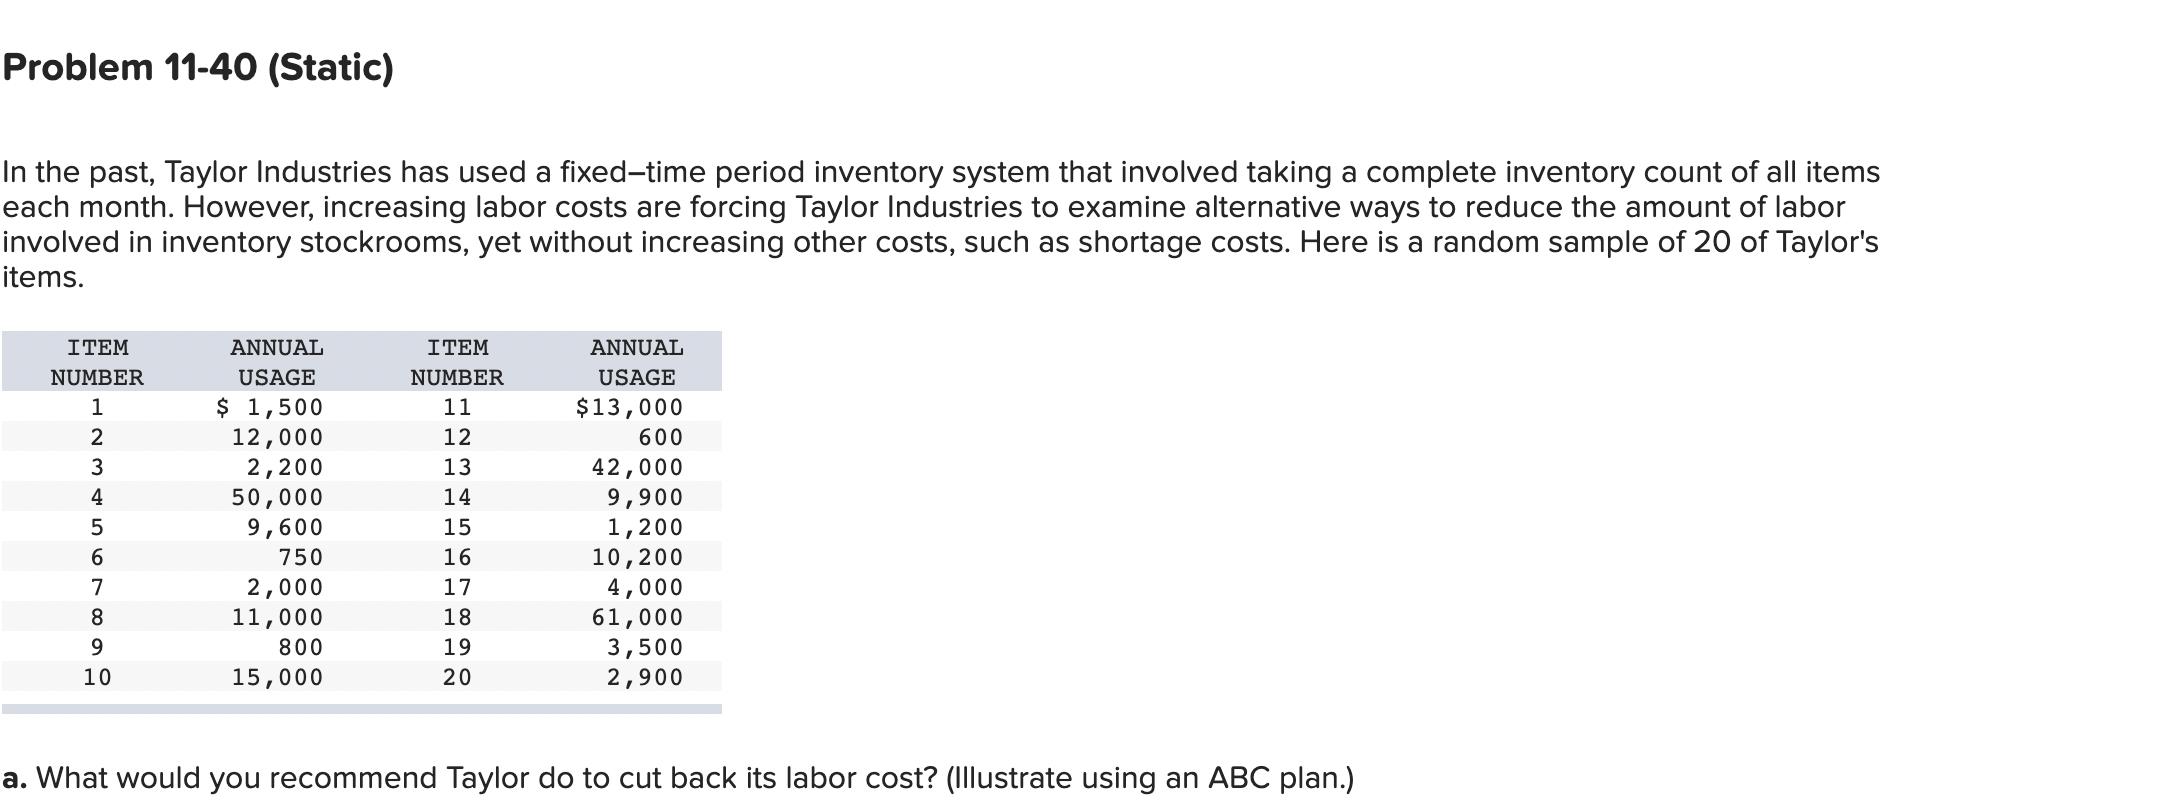 Problem 11-40 (Static)
In the past, Taylor Industries has used a fixed–time period inventory system that involved taking a complete inventory count of all items
each month. However, increasing labor costs are forcing Taylor Industries to examine alternative ways to reduce the amount of labor
involved in inventory stockrooms, yet without increasing other costs, such as shortage costs. Here is a random sample of 20 of Taylor's
items.
ITEM ANNUAL ITEM ANNUAL
NUMBER USAGE NUMBER USAGE
1 $ 1,500 11 $13,000
2 12,000 12 600
3 2,200 13 42,000
4 50,000 14 9,900
5 9,600 15 1,200
6 750 16 10,200
7 2,000 17 4,000
8 11,000 18 61,000
9 800 19 3,500
10 15,000 20 2,900
a. What would you recommend Taylor do to cut back its labor cost? (Illustrate using an ABC plan.)